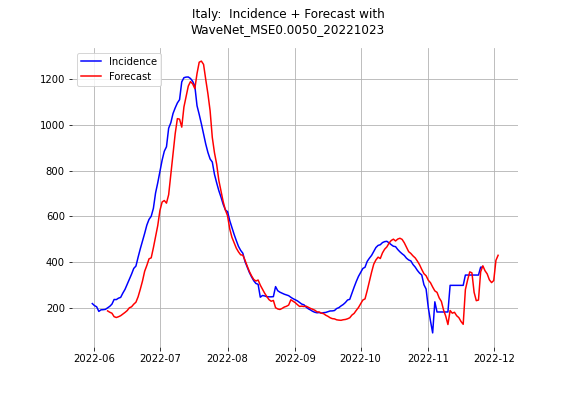 Italy:  Incidence + Forecast with
WaveNet_MSE0.0050_20221023
Incidence
Forecast
1200
1000
800
600
400
200
2022-06 2022-07 2022-08 2022-09 2022-10 2022-11 2022-12